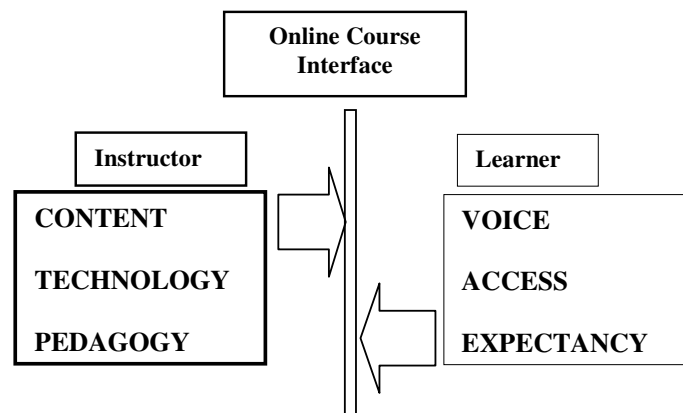 Online Course
Interface
Instructor
CONTENT
TECHNOLOGY
PEDAGOGY
Learner
VOICE
ACCESS
EXPECTANCY